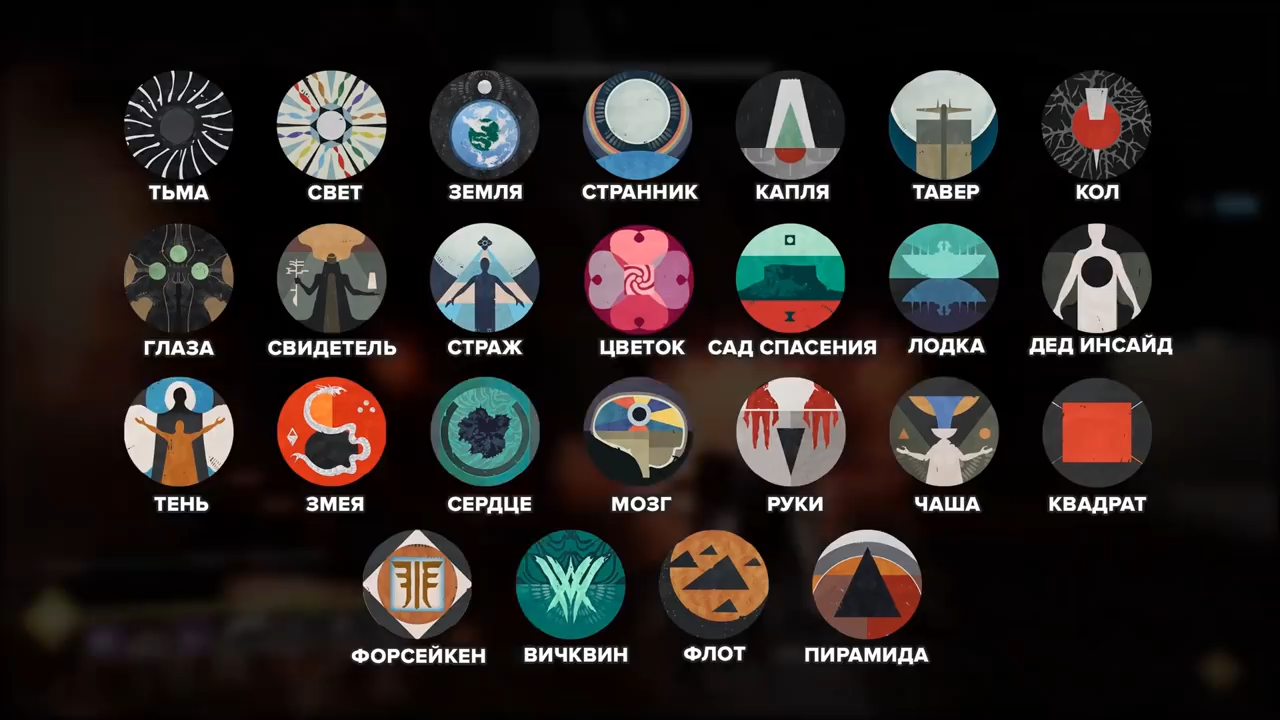 ТЬМА
СВЕТ
ЗЕМЛЯ
СТРАННИК
КАПЛЯ
ТАВЕР
КОЛ
ГЛАЗА
СВИДЕТЕЛЬ
СТРАЖ
ЦВЕТОК
САД СПАСЕНИЯ
ЛОДКА
ДЕД ИНСАЙД
ТЕНЬ
ЗМЕЯ
СЕРДЦЕ
МОЗГ
РУКИ
ЧАША
КВАДРАТ
ФОРСЕЙКЕН
ВИЧКВИН
ФЛОТ
ПИРАМИДА